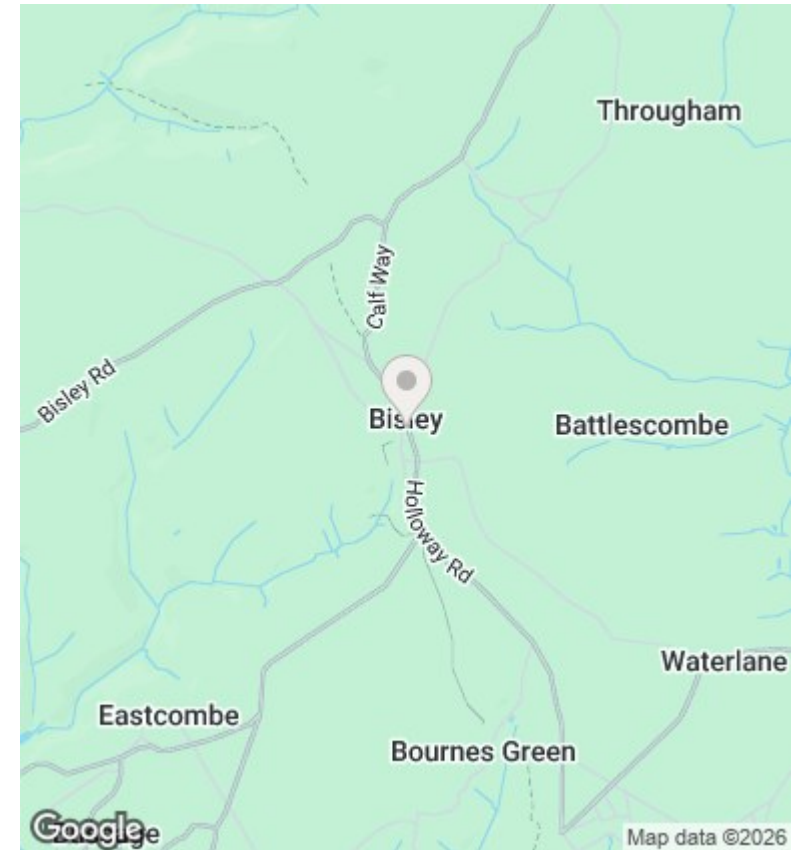 Througham
Calf Way
Bisley Rd
Bisley
Battlescombe
Holloway Rd
Waterlane
Eastcombe
Bournes Green
Google
Map data ©2026